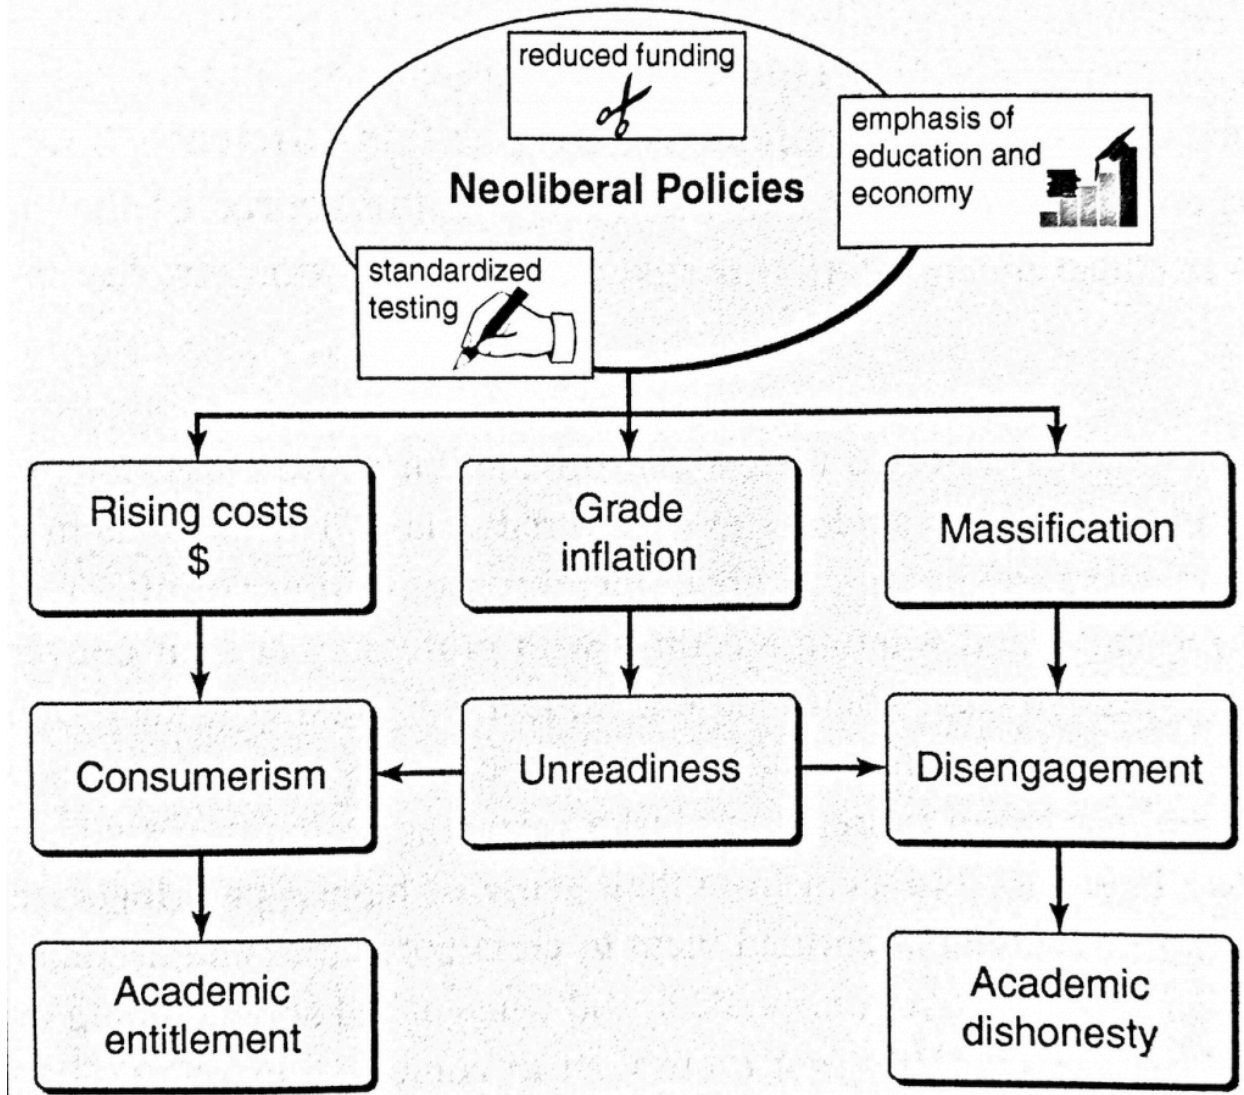 reduced funding
emphasis of
education and
economy
Neoliberal Policies
standardized
testing
Rising costs
$
Grade
inflation
Massification
Consumerism
Unreadiness
Disengagement
Academic
entitlement
Academic
dishonesty